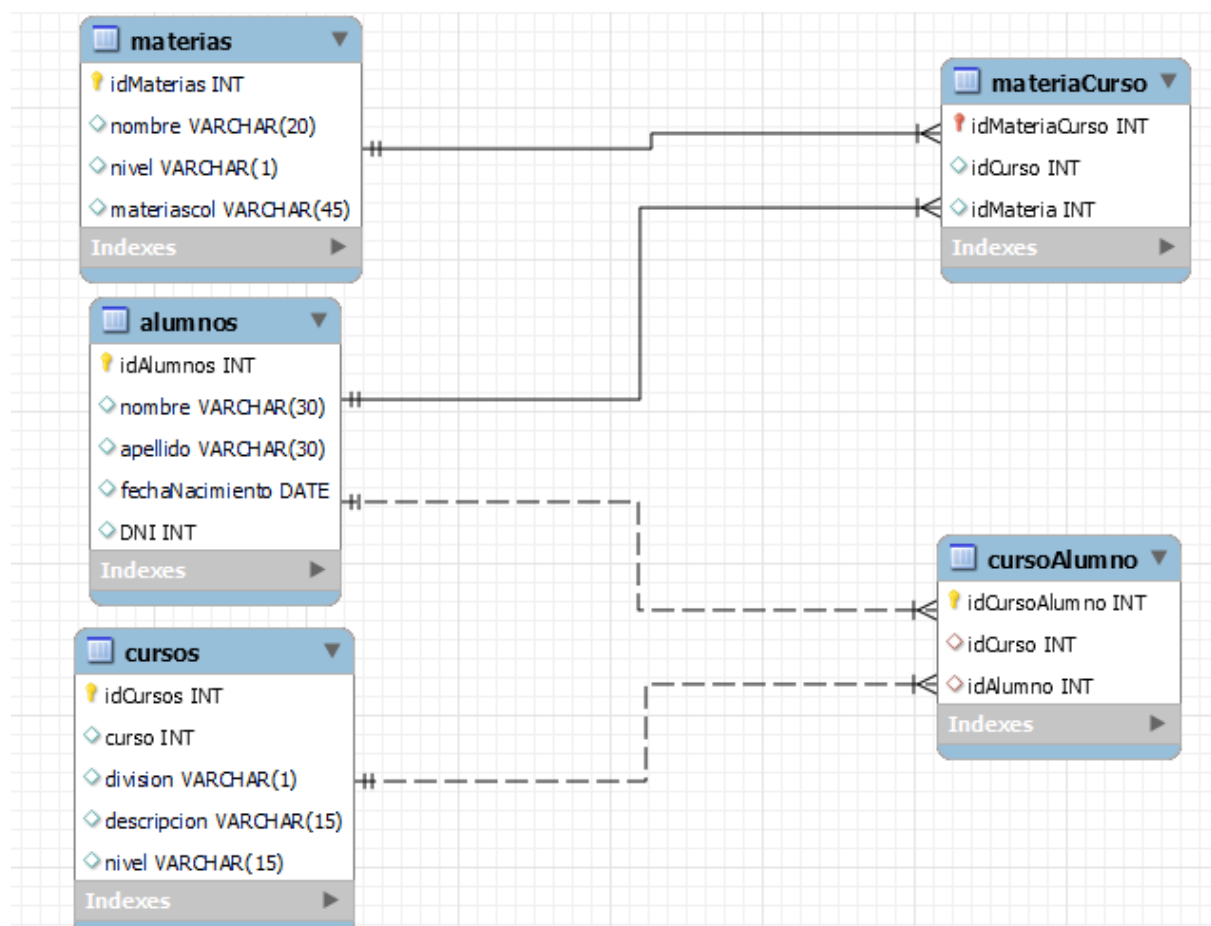 materias
idMaterias INT
nombre VARCHAR(20)
nivel VARCHAR(1)
materiascol VARCHAR(45)
Indexes
alumnos
idAlumnos INT
nombre VARCHAR(30)
apellido VARCHAR(30)
fechaNacimiento DATE
DNI INT
Indexes
cursos
idCursos INT
curso INT
division VARCHAR(1)
descripcion VARCHAR(15)
nivel VARCHAR(15)
Indexes
materiaCurso
idMateriaCurso INT
idCurso INT
idMateria INT
Indexes
cursoAlumno
idCursoAlumno INT
idCurso INT
idAlumno INT
Indexes